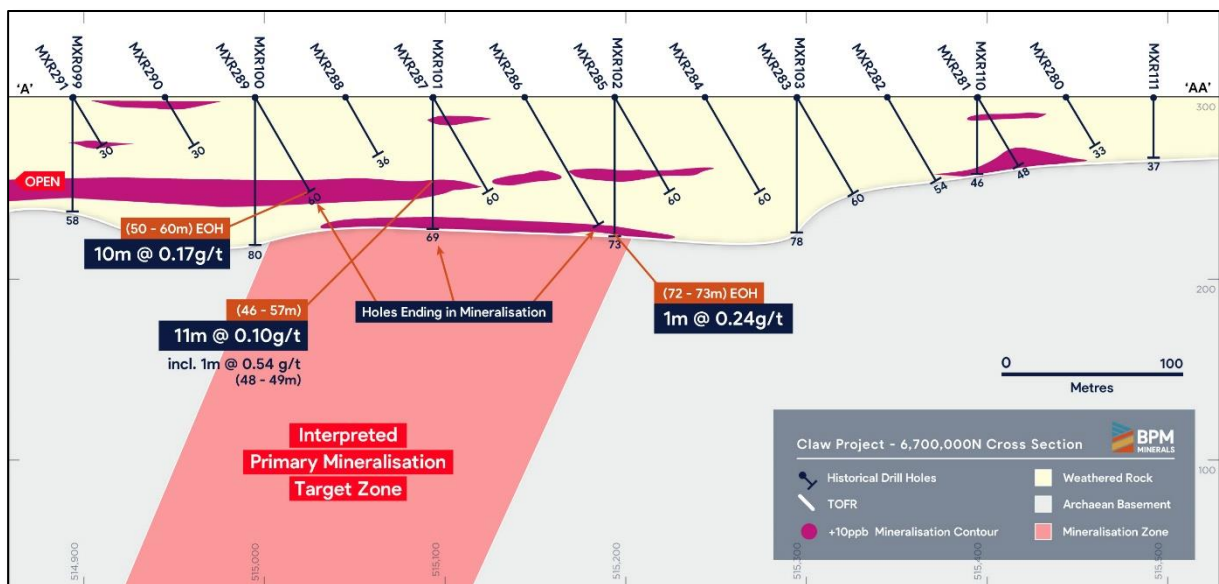 MXR291
MXR099
MXR290
MXR289
MXR100
MXR288
MXR287
MXR101
MXR286
MXR285
MXR102
MXR284
MXR103
MXR282
MXR281
MXR110
MXR280
MXR111
'A'
'AA'
300
30
30
36
33
37
OPEN
60
60
60
60
60
54
46
48
58
80
69
73
78
(50 - 60m) EOH
10m @ 0.17g/t
(46 - 57m)
11m @ 0.10g/t
incl. 1m @ 0.54 g/t
(48 - 49m)
Holes Ending in Mineralisation
(72 - 73m) EOH
1m @ 0.24g/t
200
0 100
Metres
Interpreted
Primary Mineralisation
Target Zone
Claw Project - 6,700,000N Cross Section
BPM
MINERALS
Historical Drill Holes
Weathered Rock
TOFR
Archaean Basement
+10ppb Mineralisation Contour
Mineralisation Zone
100
514,900
515,000
515,100
515,200
515,300
515,400
515,500